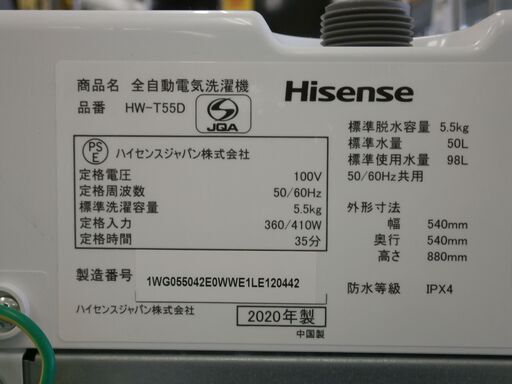 商品名 全自動電気洗濯機
品番 HW-T55D
JQA
Hisense
PS
E
ハイセンスジャパン株式会社
定格電圧 100V
定格周波数 50/60Hz
標準洗濯容量 5.5kg
定格入力 360/410W
定格時間 35分
標準脱水容量 5.5kg
標準水量 50L
標準使用水量 98L
50/60Hz共用
外形寸法
幅 540mm
奥行 540mm
高さ 880mm
防水等級 IPX4
製造番号 1WG055042E0WWE1LE120442
ハイセンスジャパン株式会社
2020年製
中国製